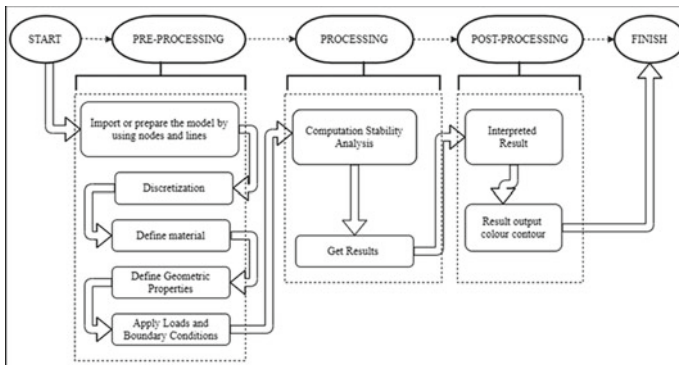 START
PRE-PROCESSING
PROCESSING
POST-PROCESSING
FINISH
Import or prepare the model by
using nodes and lines
Discretization
Define material
Define Geometric
Properties
Apply Loads and
Boundary Conditions
Computation Stability
Analysis
Get Results
Interpreted
Result
Result output
colour contour